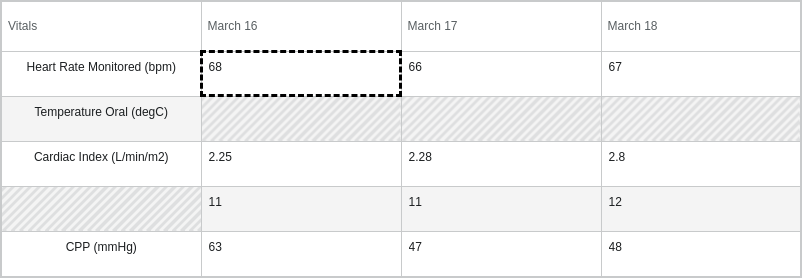 Vitals March 16 March 17 March 18
Heart Rate Monitored (bpm) 68 66 67
Temperature Oral (degC)
Cardiac Index (L/min/m2) 2.25 2.28 2.8
11 11 12
CPP (mmHg) 63 47 48